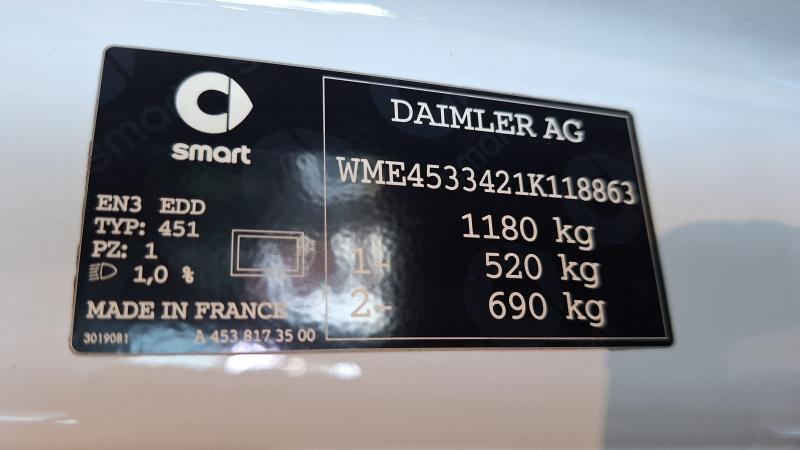 smart
EN3 EDD
TYP: 451
PZ: 1
1,0 %
MADE IN FRANCE
3019081
A 453 817 35 00
DAIMLER AG
WME4533421K118863
1180 kg
1- 520 kg
2- 690 kg